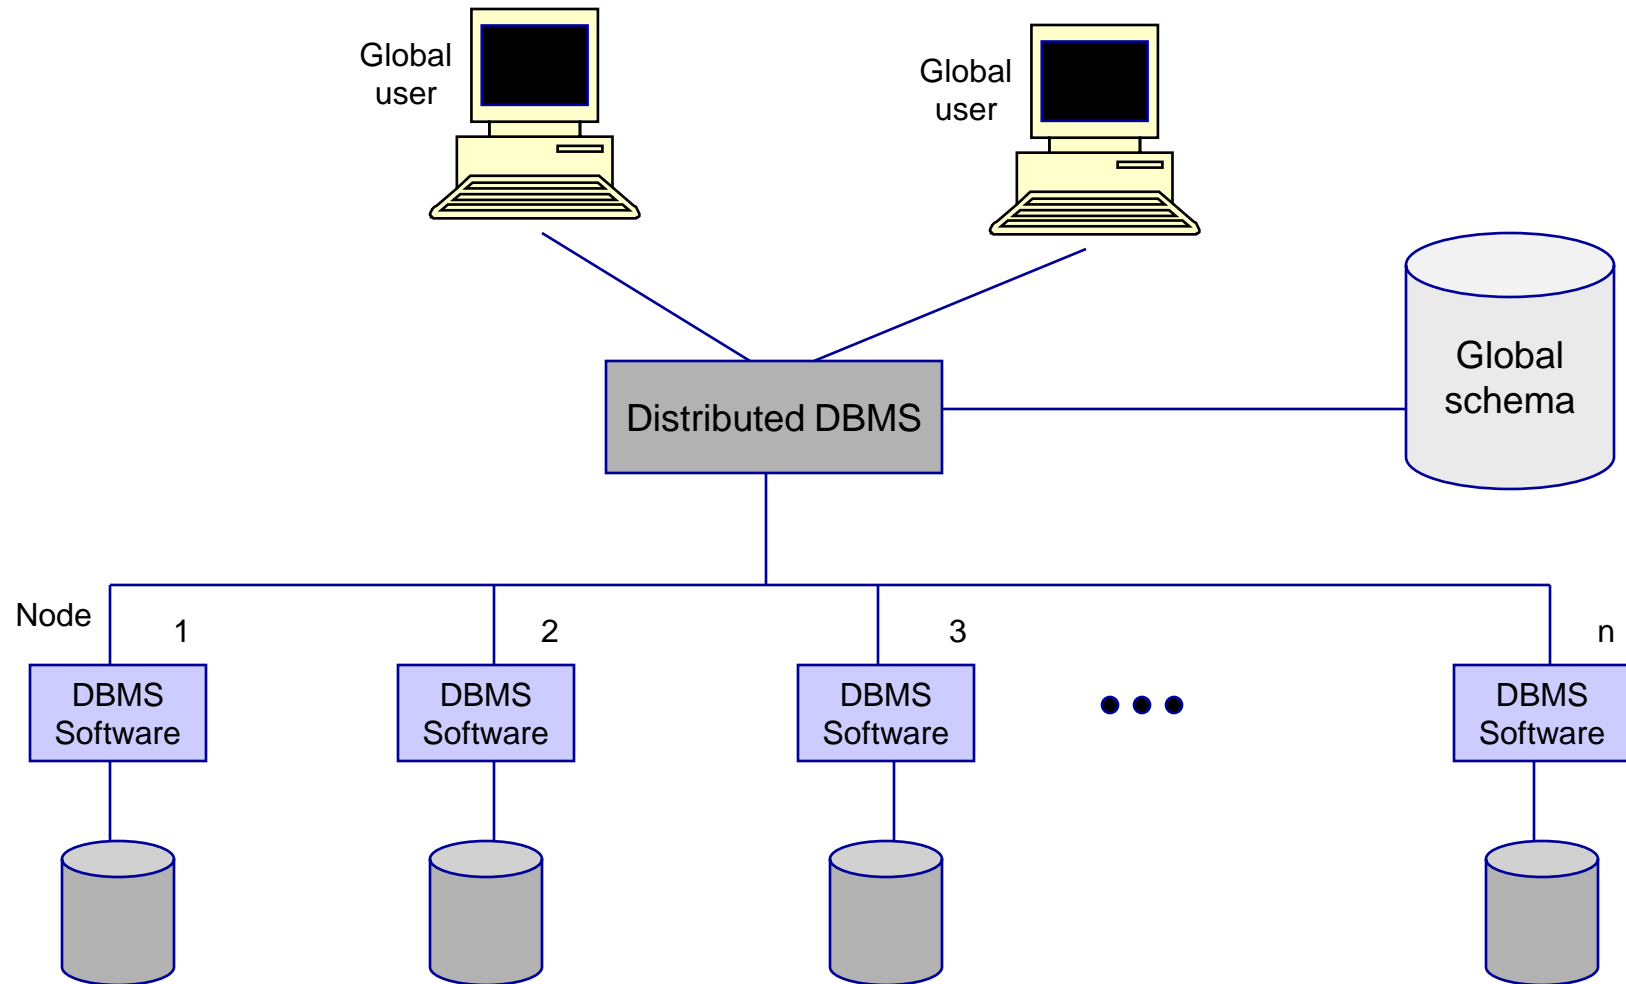 Global
user
Global
user
Global
schema
Distributed DBMS
Node
1
2
3
n
DBMS
Software
DBMS
Software
DBMS
Software
DBMS
Software